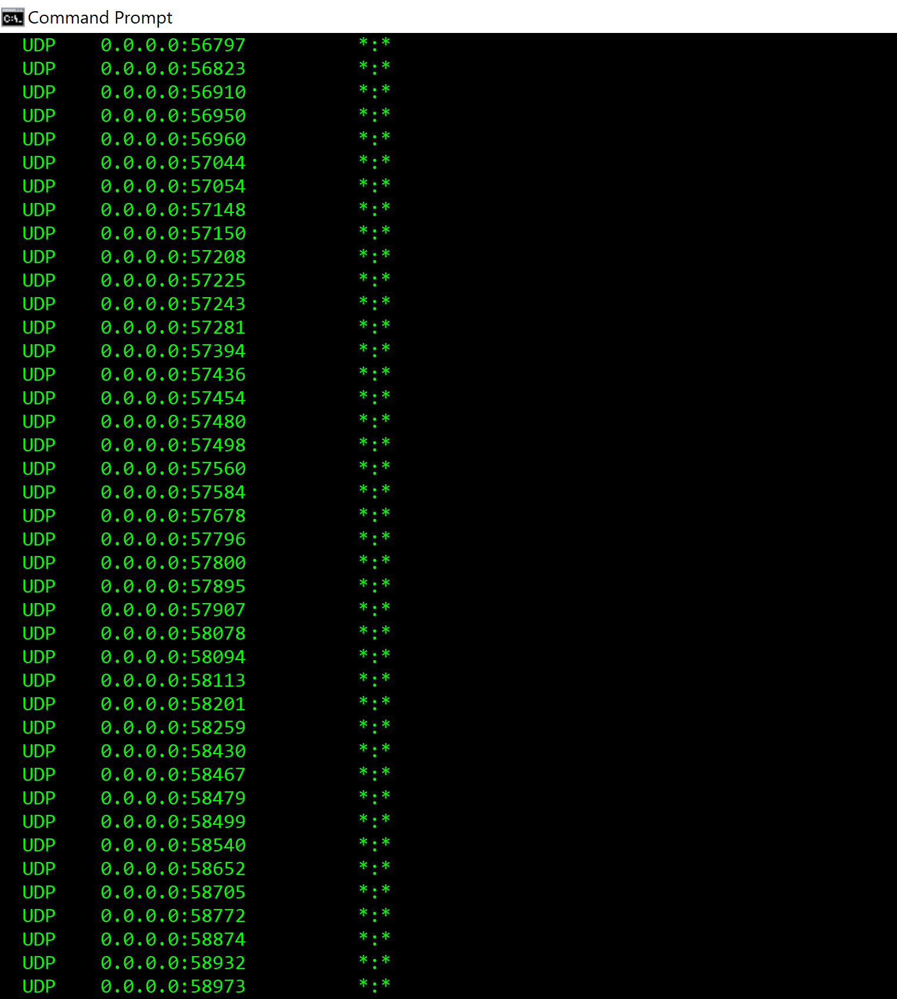 Command Prompt
UDP 0.0.0.0:56797 *:*
UDP 0.0.0.0:56823 *:*
UDP 0.0.0.0:56910 *:*
UDP 0.0.0.0:56950 *:*
UDP 0.0.0.0:56960 *:*
UDP 0.0.0.0:57044 *:*
UDP 0.0.0.0:57054 *:*
UDP 0.0.0.0:57148 *:*
UDP 0.0.0.0:57150 *:*
UDP 0.0.0.0:57208 *:*
UDP 0.0.0.0:57225 *:*
UDP 0.0.0.0:57243 *:*
UDP 0.0.0.0:57281 *:*
UDP 0.0.0.0:57394 *:*
UDP 0.0.0.0:57436 *:*
UDP 0.0.0.0:57454 *:*
UDP 0.0.0.0:57480 *:*
UDP 0.0.0.0:57498 *:*
UDP 0.0.0.0:57560 *:*
UDP 0.0.0.0:57584 *:*
UDP 0.0.0.0:57678 *:*
UDP 0.0.0.0:57796 *:*
UDP 0.0.0.0:57800 *:*
UDP 0.0.0.0:57895 *:*
UDP 0.0.0.0:57907 *:*
UDP 0.0.0.0:58078 *:*
UDP 0.0.0.0:58094 *:*
UDP 0.0.0.0:58113 *:*
UDP 0.0.0.0:58201 *:*
UDP 0.0.0.0:58259 *:*
UDP 0.0.0.0:58430 *:*
UDP 0.0.0.0:58467 *:*
UDP 0.0.0.0:58479 *:*
UDP 0.0.0.0:58499 *:*
UDP 0.0.0.0:58540 *:*
UDP 0.0.0.0:58652 *:*
UDP 0.0.0.0:58705 *:*
UDP 0.0.0.0:58772 *:*
UDP 0.0.0.0:58874 *:*
UDP 0.0.0.0:58932 *:*
UDP 0.0.0.0:58973 *:*